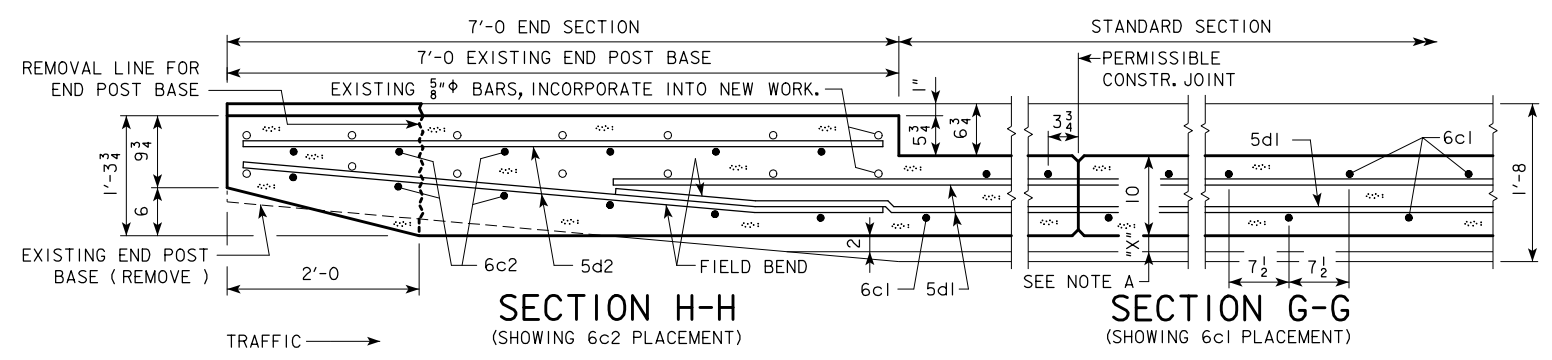 7'-0 END SECTION
STANDARD SECTION
7'-0 EXISTING END POST BASE
PERMISSIBLE
CONSTR. JOINT
REMOVAL LINE FOR
END POST BASE
EXISTING 5/8"ϕ BARS, INCORPORATE INTO NEW WORK.
1"
5 3/4
6 3/4
3 3/4
5d1
6c1
1'-3 3/4
9 3/4
6
10
1'-8
"X"
2
EXISTING END POST
BASE (REMOVE )
2'-0
6c2
5d2
FIELD BEND
6c1
5d1
SEE NOTE A
7 1/2
7 1/2
SECTION H-H
(SHOWING 6c2 PLACEMENT)
SECTION G-G
(SHOWING 6c1 PLACEMENT)
TRAFFIC